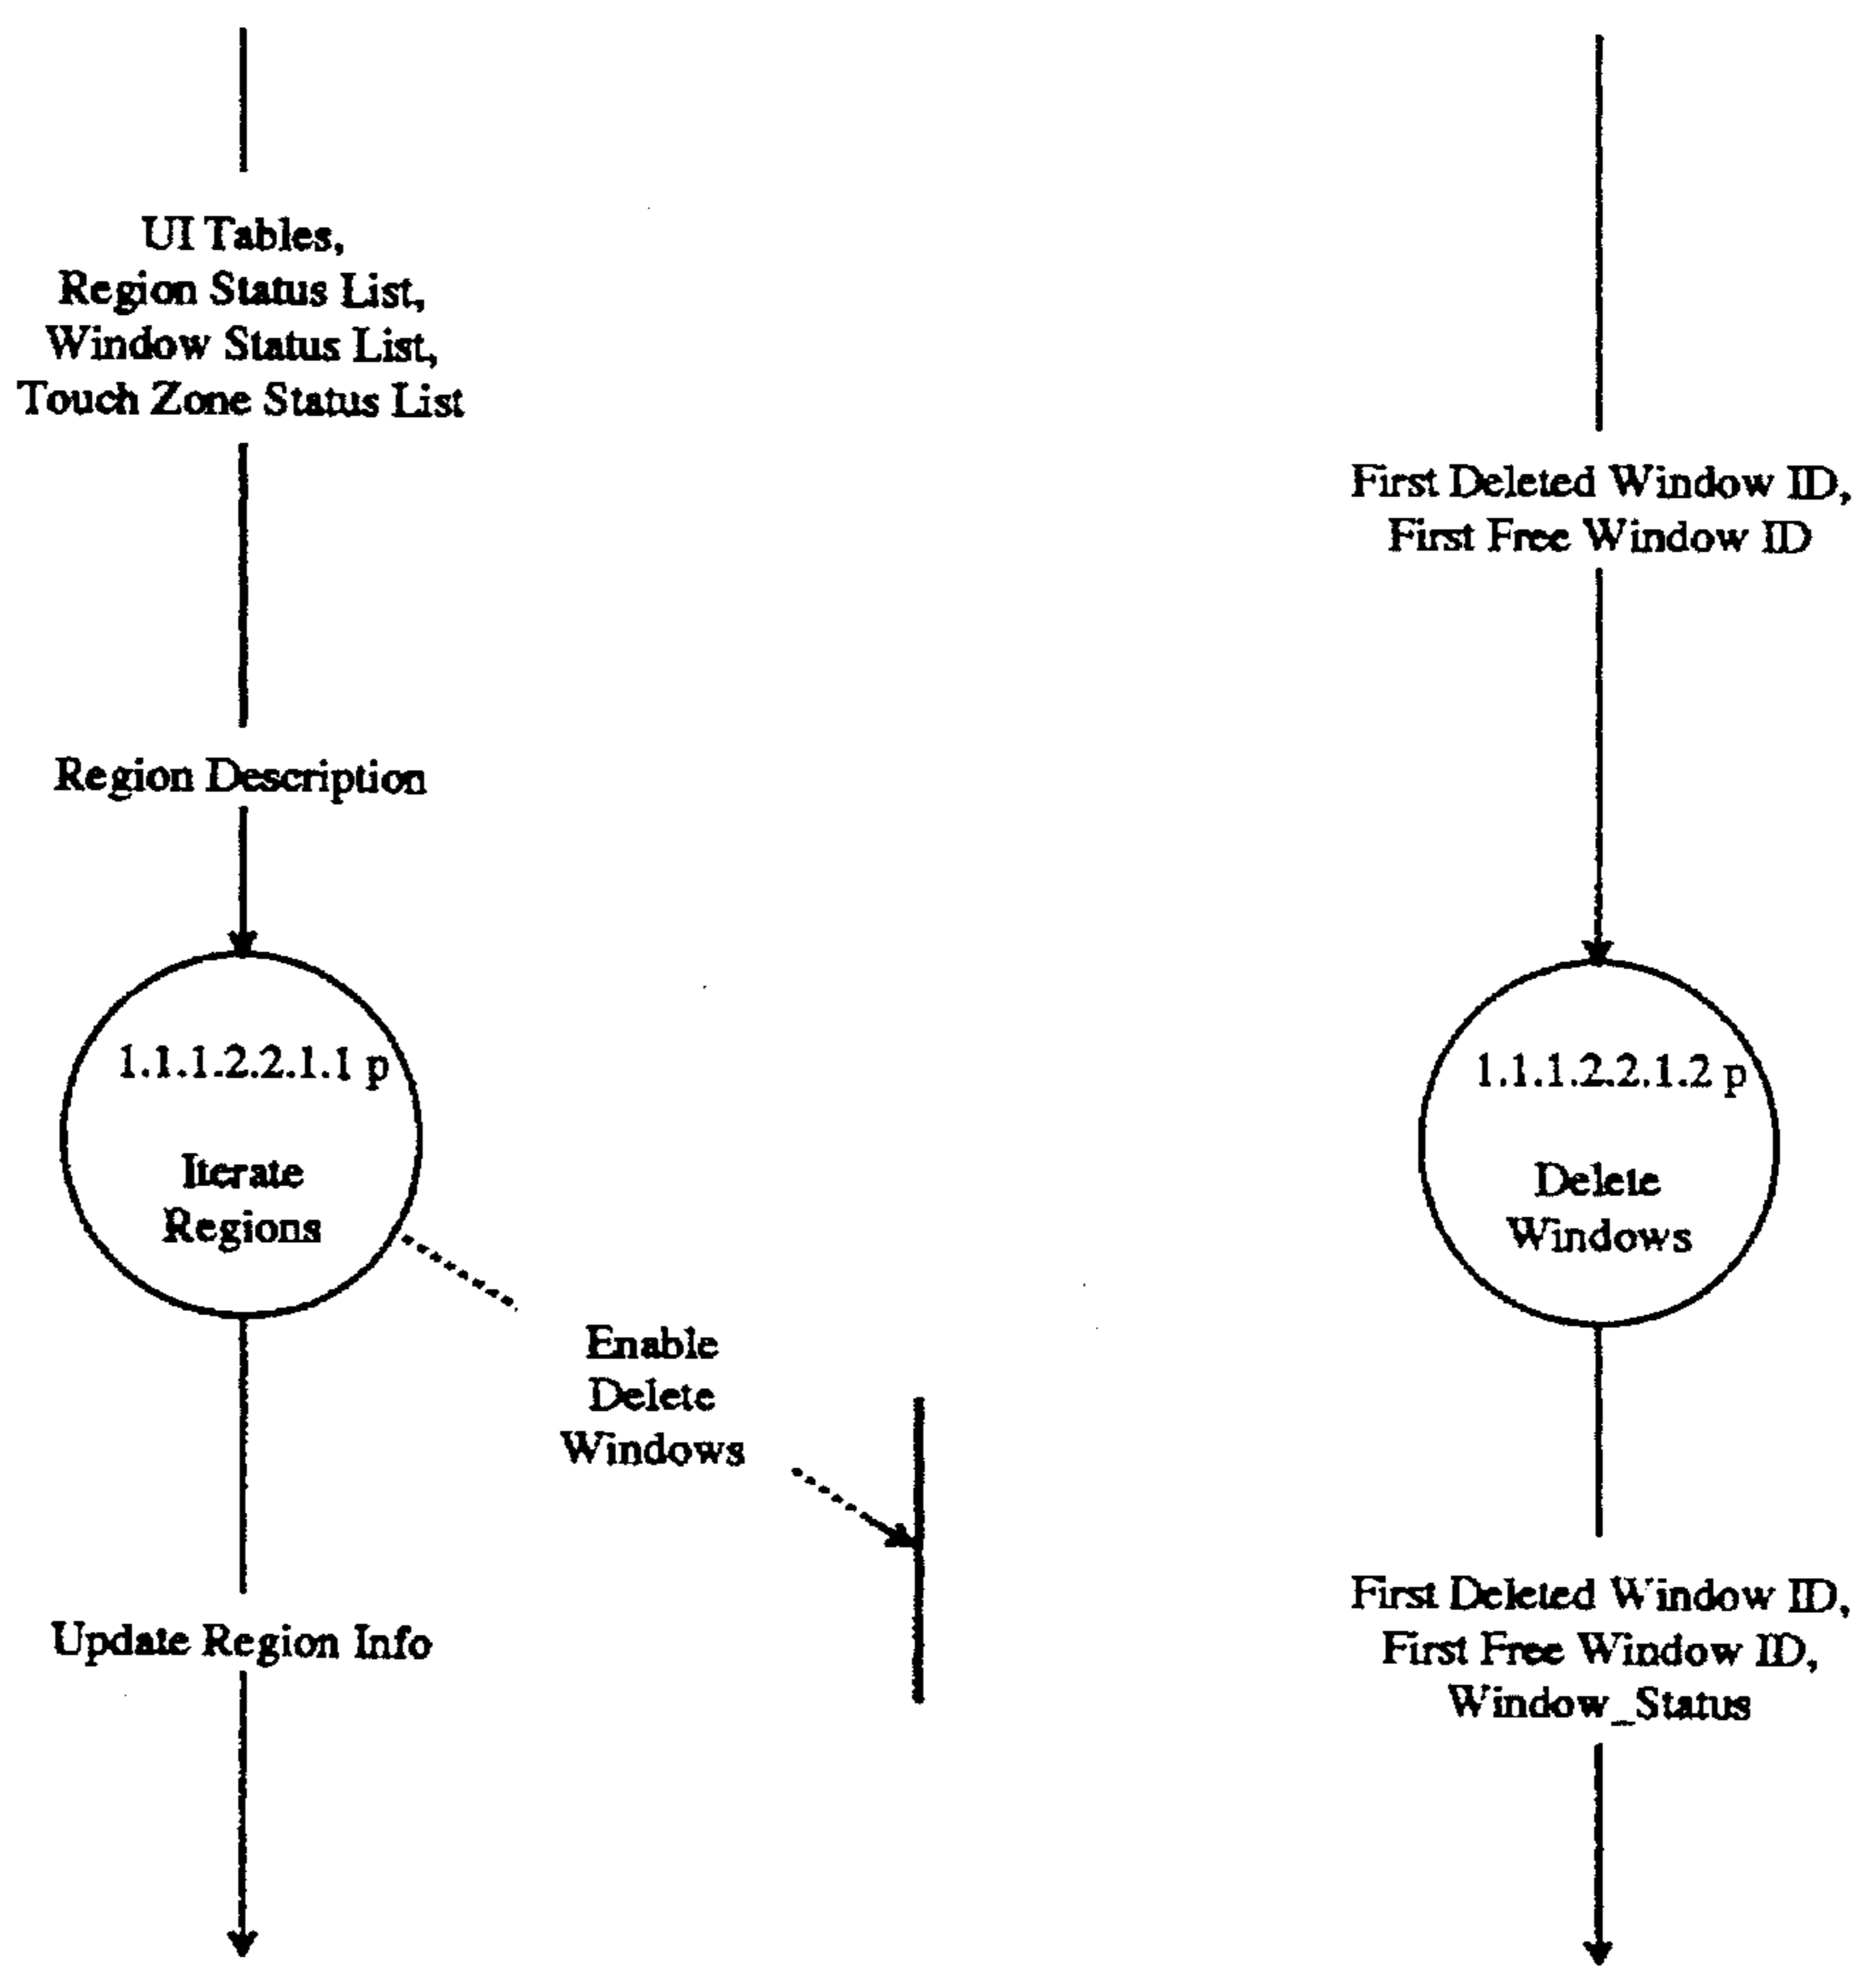 UI Tables,
Region Status List,
Window Status List,
Touch Zone Status List
Region Description
1.1.1.2.2.1.1 p
Iterate
Regions
Enable
Delete
Windows
Update Region Info
First Deleted Window ID,
First Free Window ID
1.1.1.2.2.1.2 p
Delete
Windows
First Deleted Window ID,
First Free Window ID,
Window_Status